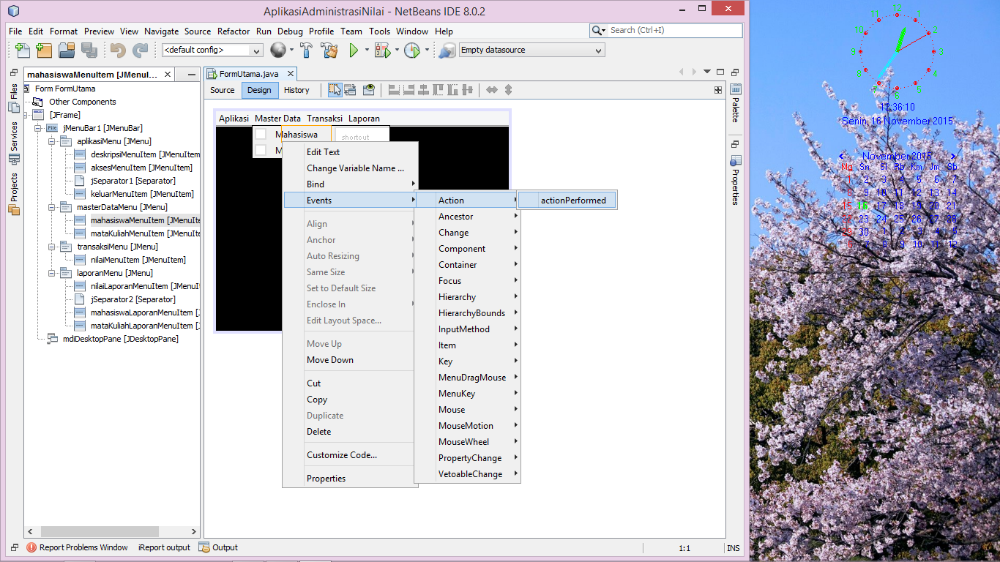 AplikasiAdministrasiNilai - NetBeans IDE 8.0.2
File Edit Format Preview View Navigate Source Refactor Run Debug Profile Team Tools Window Help
Search (Ctrl+I)
<default config>
Empty datasource
mahasiswaMenuItem [JMenuI...
Form FormUtama
Other Components
[JFrame]
jMenuBar1 [JMenuBar]
aplikasiMenu [JMenu]
deskripsiMenuItem [JMenuItem
aksesMenuItem [JMenuItem]
jSeparator1 [Separator]
keluarMenuItem [JMenuItem]
masterDataMenu [JMenu]
mahasiswaMenuItem [JMenuIte
mataKuliahMenuItem [JMenuIte
transaksiMenu [JMenu]
nilaiMenuItem [JMenuItem]
laporanMenu [JMenu]
nilaiLaporanMenuItem [JMenuIt
jSeparator2 [Separator]
mahasiswaLaporanMenuItem [
mataKuliahLaporanMenuItem [J
mdiDesktopPane [JDesktopPane]
Files
Services
Projects
FormUtama.java
Source Design History
Aplikasi Master Data Transaksi Laporan
Mahasiswa
shortcut
M
Edit Text
Change Variable Name ...
Bind
Events
Align
Anchor
Auto Resizing
Same Size
Set to Default Size
Enclose In
Edit Layout Space...
Move Up
Move Down
Cut
Copy
Duplicate
Delete
Customize Code...
Properties
Action
Ancestor
Change
Component
Container
Focus
Hierarchy
HierarchyBounds
InputMethod
Item
Key
MenuDragMouse
MenuKey
Mouse
MouseMotion
MouseWheel
PropertyChange
VetoableChange
actionPerformed
Palette
Properties
Report Problems Window
iReport output
Output
1:1
INS
12
11
10
2
9
3
8
4
12:36:10
Senin, 16 November 2015
< November 2015 >
Mg Sn Sl Rb Km Jm Sb
1 2 3 4 5 6 7
8 9 10 11 12 13 14
15 16 17 18 19 20 21
22 23 24 25 26 27 28
29 30 1 2 3 4 5
7 8 9 10 11 12